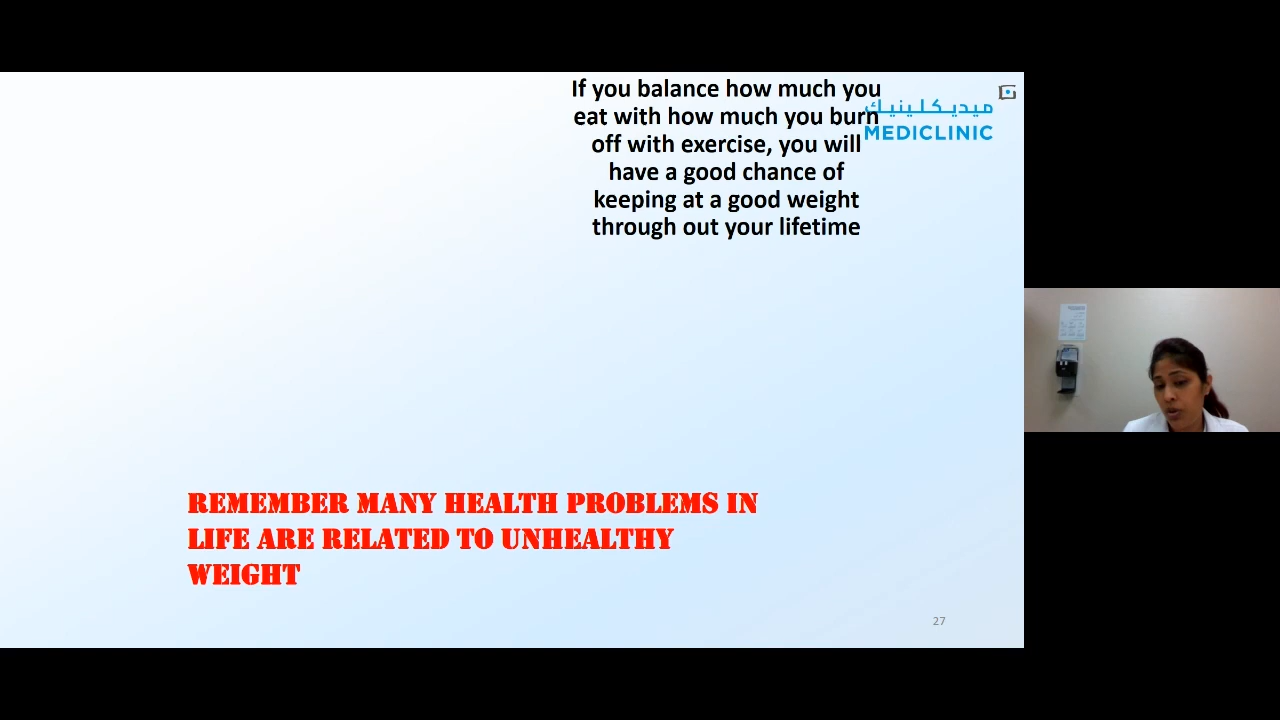 If you balance how much you
eat with how much you burn
off with exercise, you will
have a good chance of
keeping at a good weight
through out your lifetime
ميديكلينيك
MEDICLINIC
REMEMBER MANY HEALTH PROBLEMS IN
LIFE ARE RELATED TO UNHEALTHY
WEIGHT
27